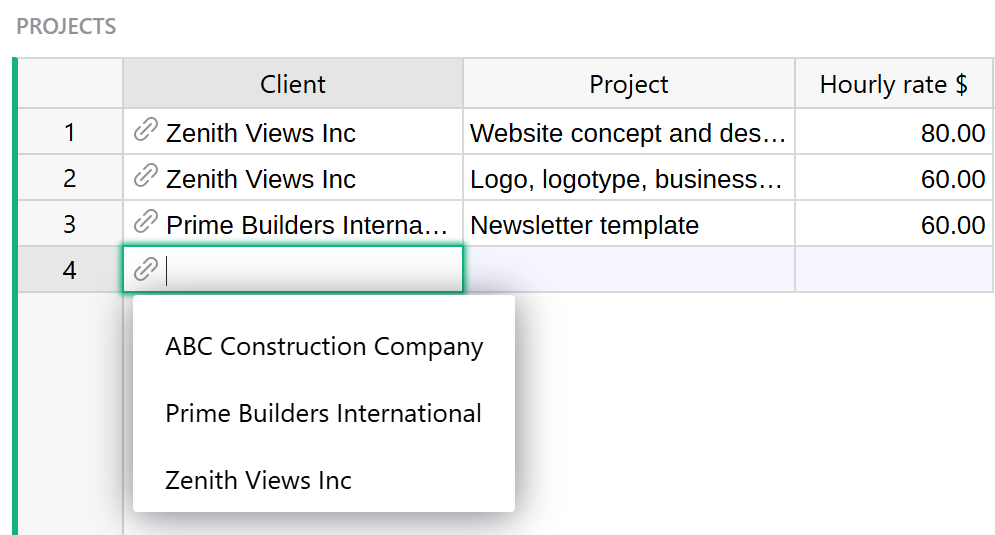 PROJECTS
Client Project Hourly rate $
1 Zenith Views Inc Website concept and des… 80.00
2 Zenith Views Inc Logo, logotype, business… 60.00
3 Prime Builders Interna… Newsletter template 60.00
4
ABC Construction Company
Prime Builders International
Zenith Views Inc